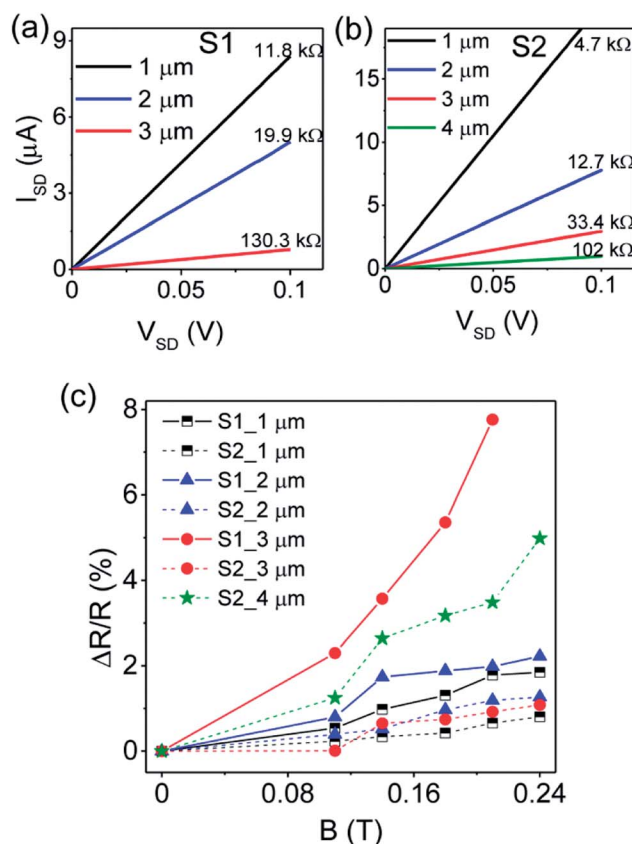 (a)
S1
1 μm
2 μm
3 μm
11.8 kΩ
19.9 kΩ
130.3 kΩ
9
6
3
0
I_SD (μA)
0
0.05
0.1
V_SD (V)
(b)
S2
1 μm
2 μm
3 μm
4 μm
4.7 kΩ
12.7 kΩ
33.4 kΩ
102 kΩ
15
10
5
0
0
0.05
0.1
V_SD (V)
(c)
S1_1 μm
S2_1 μm
S1_2 μm
S2_2 μm
S1_3 μm
S2_3 μm
S2_4 μm
8
6
4
2
0
ΔR/R (%)
0
0.08
0.16
0.24
B (T)